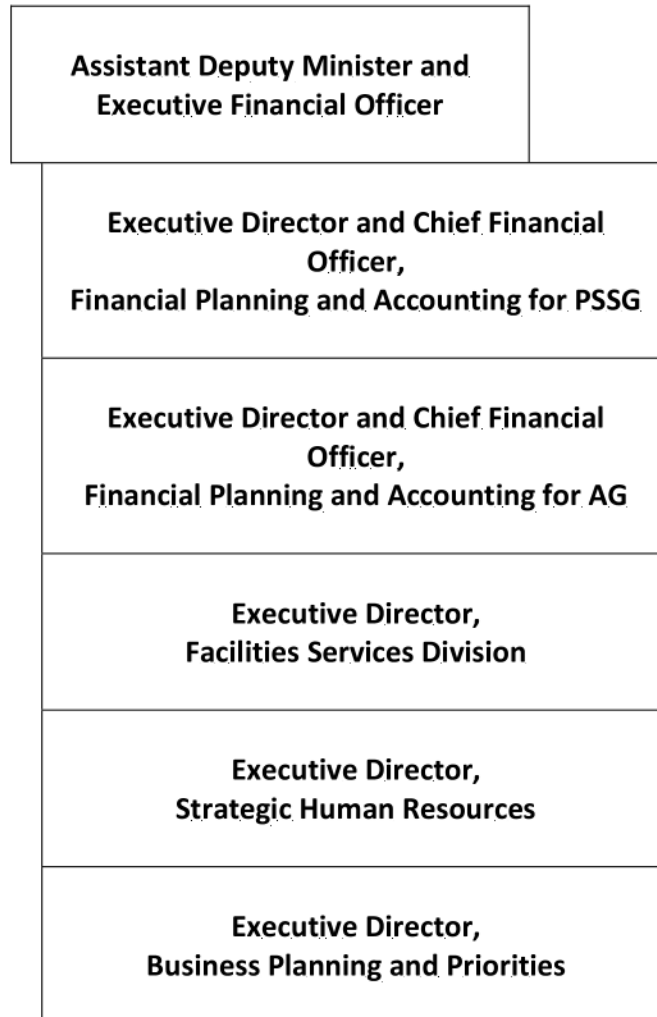 Assistant Deputy Minister and
Executive Financial Officer
Executive Director and Chief Financial
Officer,
Financial Planning and Accounting for PSSG
Executive Director and Chief Financial
Officer,
Financial Planning and Accounting for AG
Executive Director,
Facilities Services Division
Executive Director,
Strategic Human Resources
Executive Director,
Business Planning and Priorities